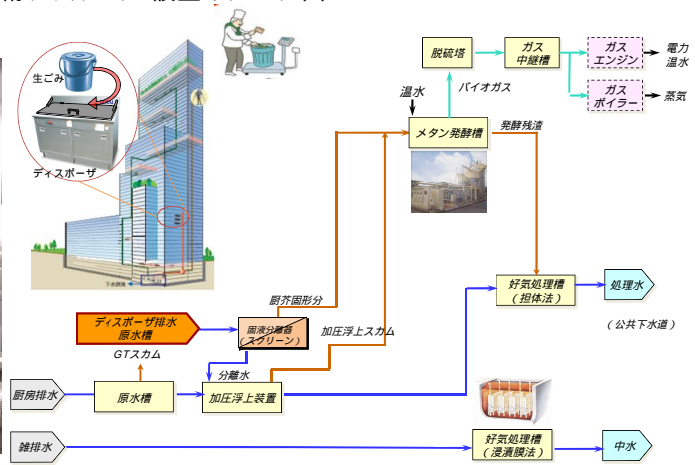 生ごみ
ディスポーザ
脱硫塔
ガス
中継槽
ガス
エンジン
電力
温水
ガス
ボイラー
蒸気
温水
バイオガス
メタン発酵槽
発酵残渣
厨芥固形分
好気処理槽
（担体法）
処理水
（公共下水道）
ディスポーザ排水
原水槽
固液分離器
（スクリーン）
加圧浮上スカム
GTスカム
分離水
厨房排水
原水槽
加圧浮上装置
雑排水
好気処理槽
（浸漬膜法）
中水